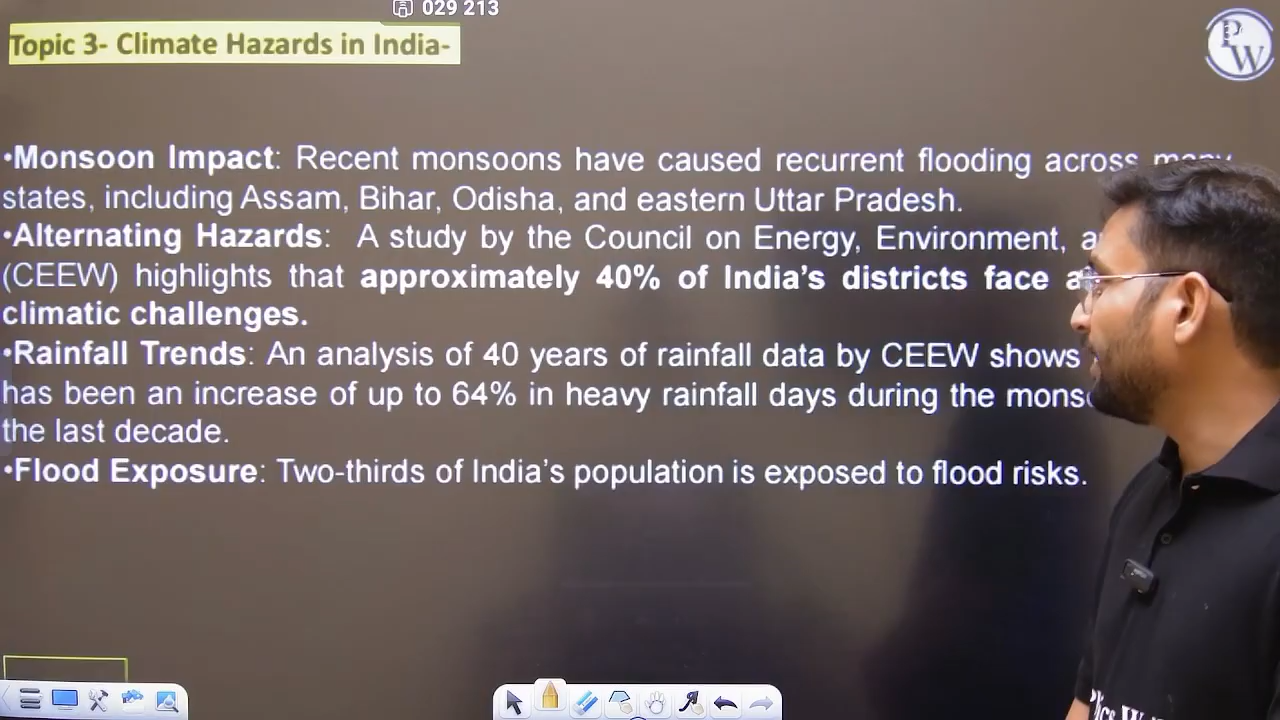 029 213
Topic 3- Climate Hazards in India-
PW
•Monsoon Impact: Recent monsoons have caused recurrent flooding across many
states, including Assam, Bihar, Odisha, and eastern Uttar Pradesh.
•Alternating Hazards: A study by the Council on Energy, Environment,
(CEEW) highlights that approximately 40% of India's districts face
climatic challenges.
•Rainfall Trends: An analysis of 40 years of rainfall data by CEEW shows
has been an increase of up to 64% in heavy rainfall days during the
the last decade.
•Flood Exposure: Two-thirds of India's population is exposed to flood risks.